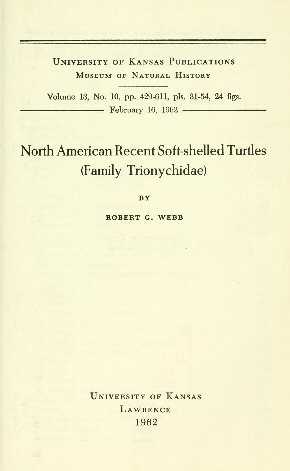 University of Kansas Publications
Museum of Natural History
Volume 13, No. 10, pp. 429-611, pls. 31-54, 24 figs.
February 16, 1962
North American Recent Soft-shelled Turtles
(Family Trionychidae)
BY
ROBERT G. WEBB
University of Kansas
Lawrence
1962